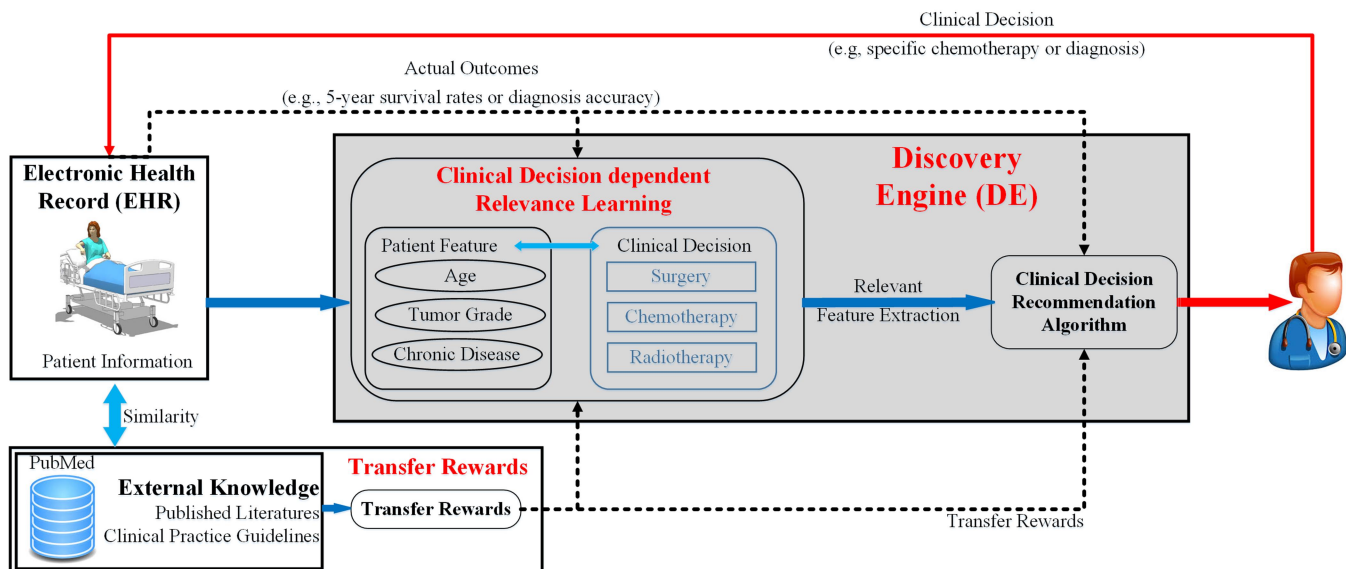 Clinical Decision
(e.g, specific chemotherapy or diagnosis)
Actual Outcomes
(e.g., 5-year survival rates or diagnosis accuracy)
Electronic Health
Record (EHR)
Patient Information
Discovery
Engine (DE)
Clinical Decision dependent
Relevance Learning
Patient Feature
Age
Tumor Grade
Chronic Disease
Clinical Decision
Surgery
Chemotherapy
Radiotherapy
Relevant
Feature Extraction
Clinical Decision
Recommendation
Algorithm
Similarity
PubMed
External Knowledge
Published Literatures
Clinical Practice Guidelines
Transfer Rewards
Transfer Rewards
Transfer Rewards